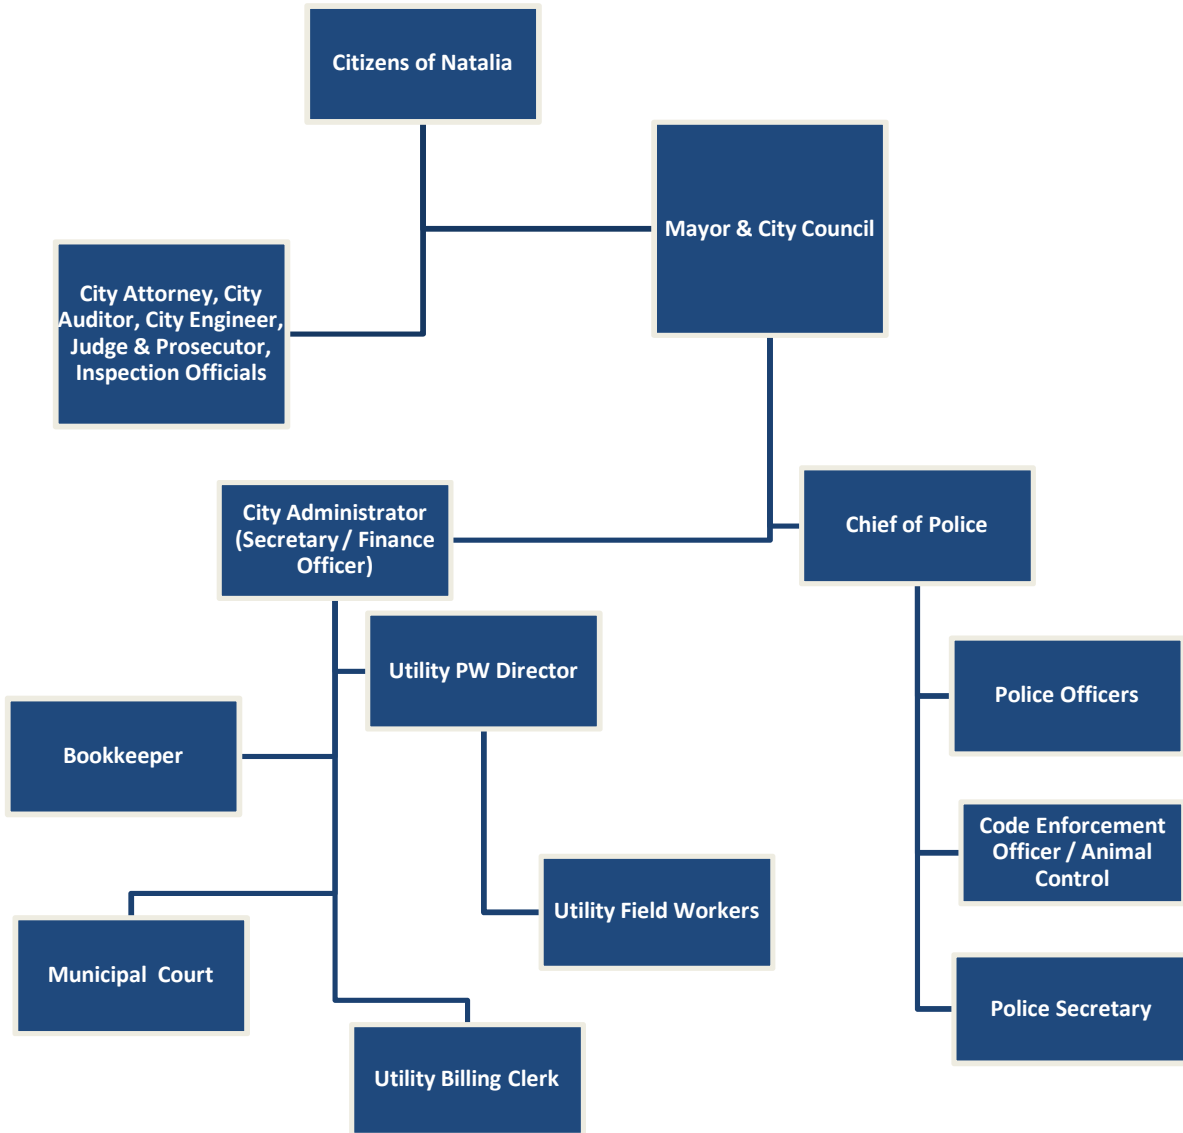 Citizens of Natalia
Mayor & City Council
City Attorney, City
Auditor, City Engineer,
Judge & Prosecutor,
Inspection Officials
City Administrator
(Secretary / Finance
Officer)
Chief of Police
Utility PW Director
Police Officers
Bookkeeper
Code Enforcement
Officer / Animal
Control
Utility Field Workers
Municipal Court
Police Secretary
Utility Billing Clerk